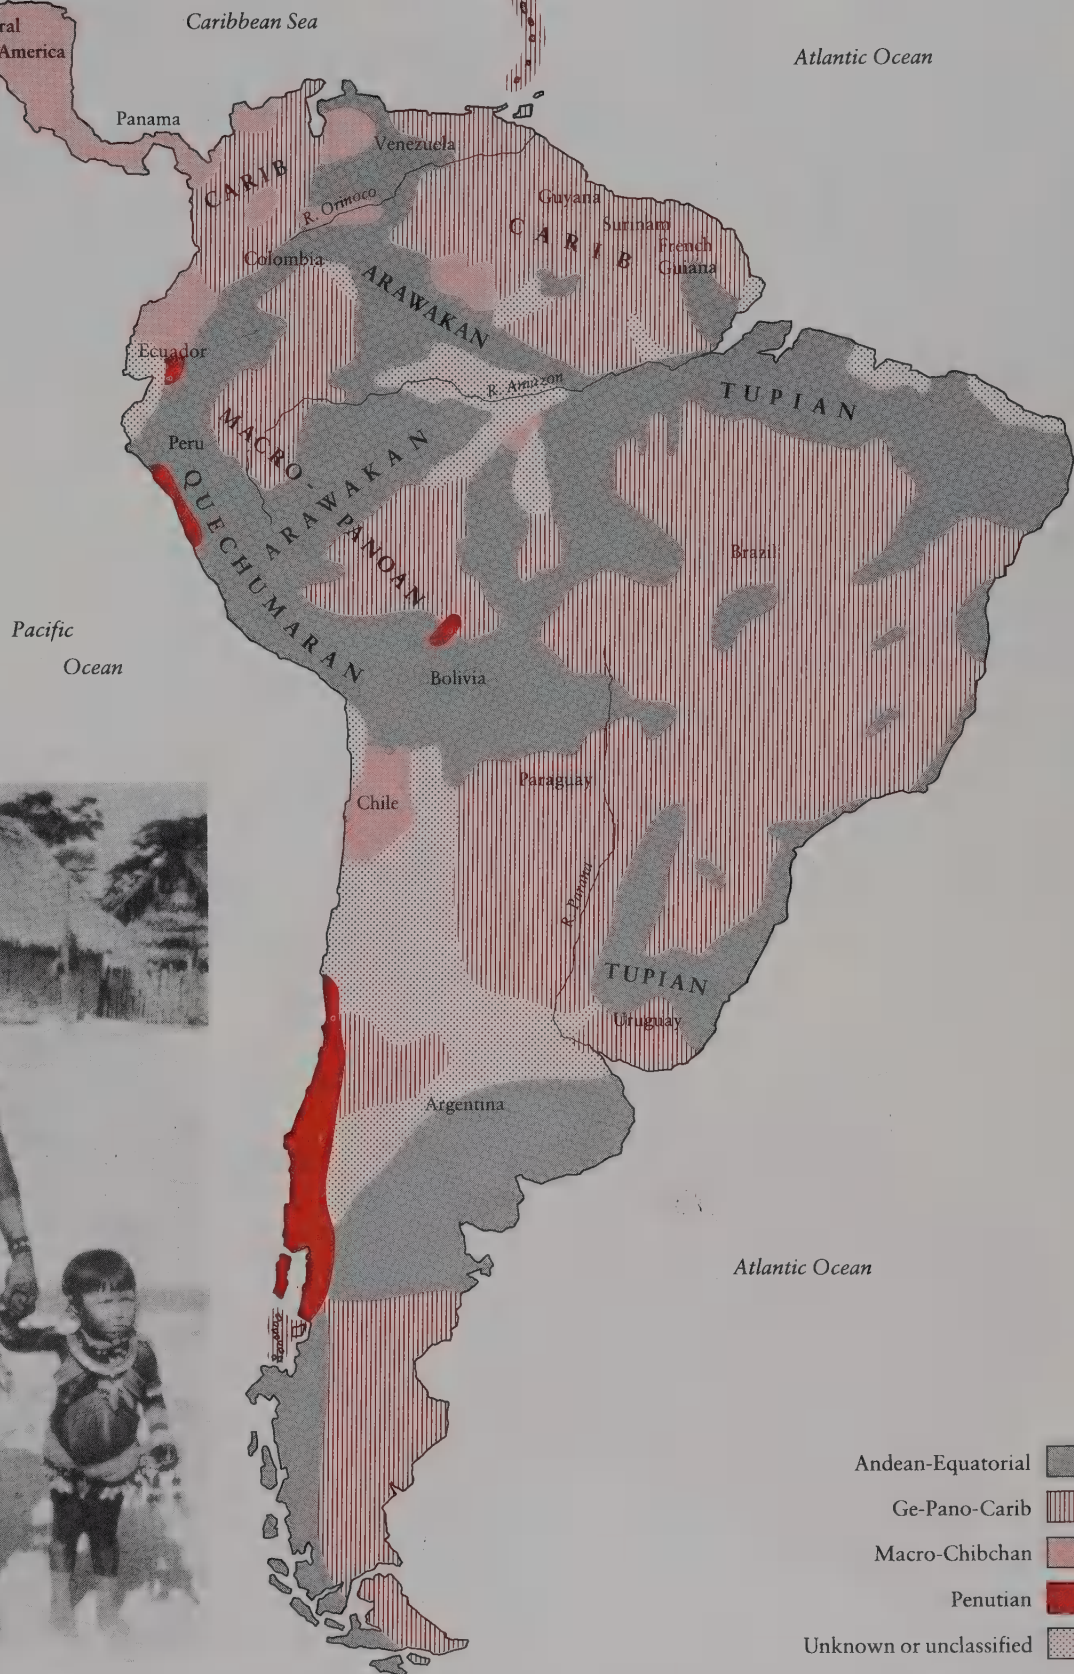 ral
America
Caribbean Sea
Atlantic Ocean
Panama
Venezuela
CARIB
R. Orinoco
Guyana
CARIB
Surinam
French
Guiana
Colombia
ARAWAKAN
Ecuador
R. Amazon
TUPIAN
Peru
MACRO-
PANOAN
ARAWAKAN
QUECHUMARAN
Brazil
Pacific
Ocean
Bolivia
Paraguay
Chile
R. Paraná
TUPIAN
Uruguay
Argentina
Atlantic Ocean
Andean-Equatorial
Ge-Pano-Carib
Macro-Chibchan
Penutian
Unknown or unclassified